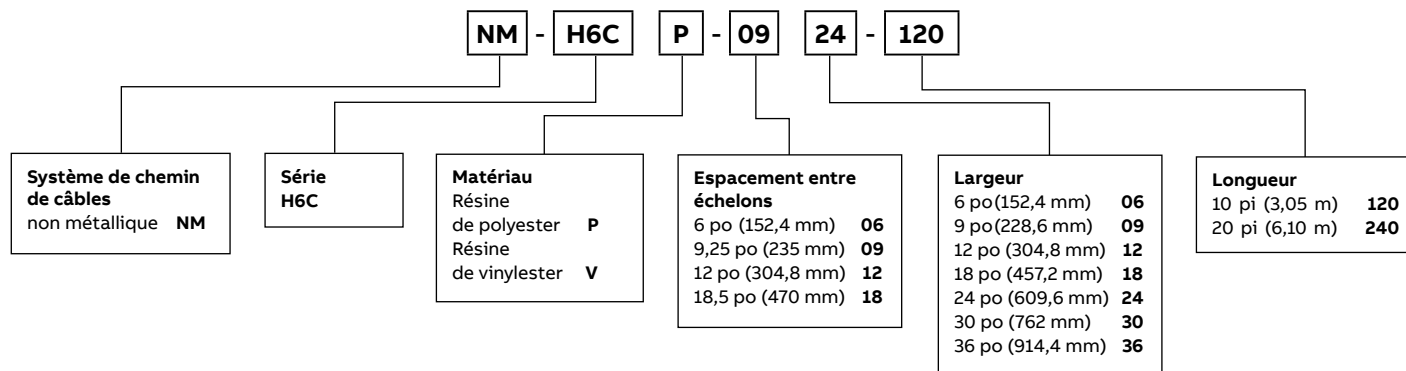 NM - H6C P - 09 24 - 120
Système de chemin
de câbles
non métallique NM
Série
H6C
Matériau
Résine
de polyester P
Résine
de vinylester V
Espacement entre
échelons
6 po (152,4 mm) 06
9,25 po (235 mm) 09
12 po (304,8 mm) 12
18,5 po (470 mm) 18
Largeur
6 po(152,4 mm) 06
9 po(228,6 mm) 09
12 po (304,8 mm) 12
18 po (457,2 mm) 18
24 po (609,6 mm) 24
30 po (762 mm) 30
36 po (914,4 mm) 36
Longueur
10 pi (3,05 m) 120
20 pi (6,10 m) 240